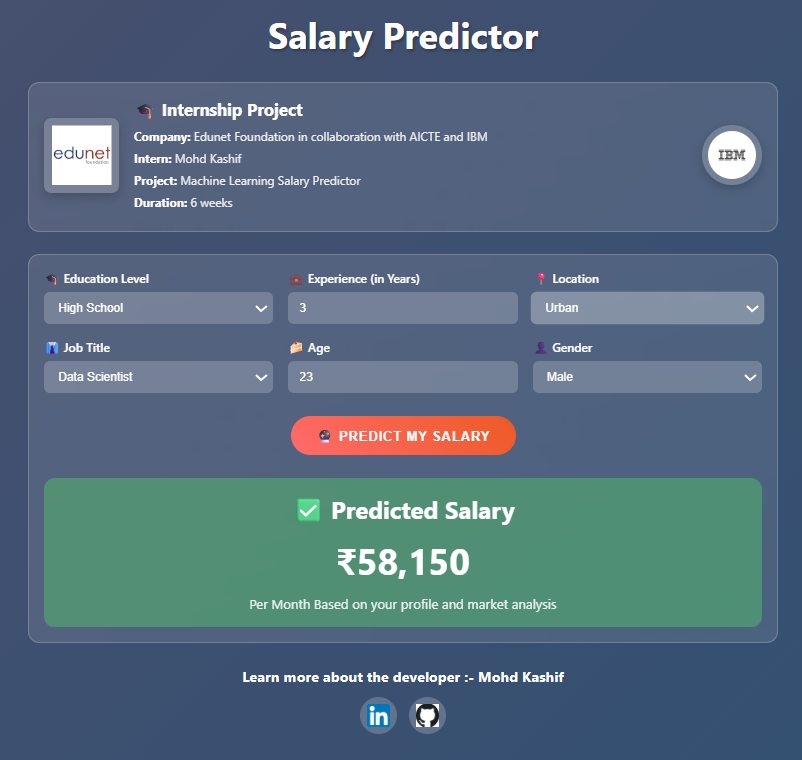 Salary Predictor
Internship Project
Company: Edunet Foundation in collaboration with AICTE and IBM
Intern: Mohd Kashif
Project: Machine Learning Salary Predictor
Duration: 6 weeks
edunet
foundation
IBM
Education Level
Experience (in Years)
Location
High School
3
Urban
Job Title
Age
Gender
Data Scientist
23
Male
PREDICT MY SALARY
Predicted Salary
₹58,150
Per Month Based on your profile and market analysis
Learn more about the developer :- Mohd Kashif
in